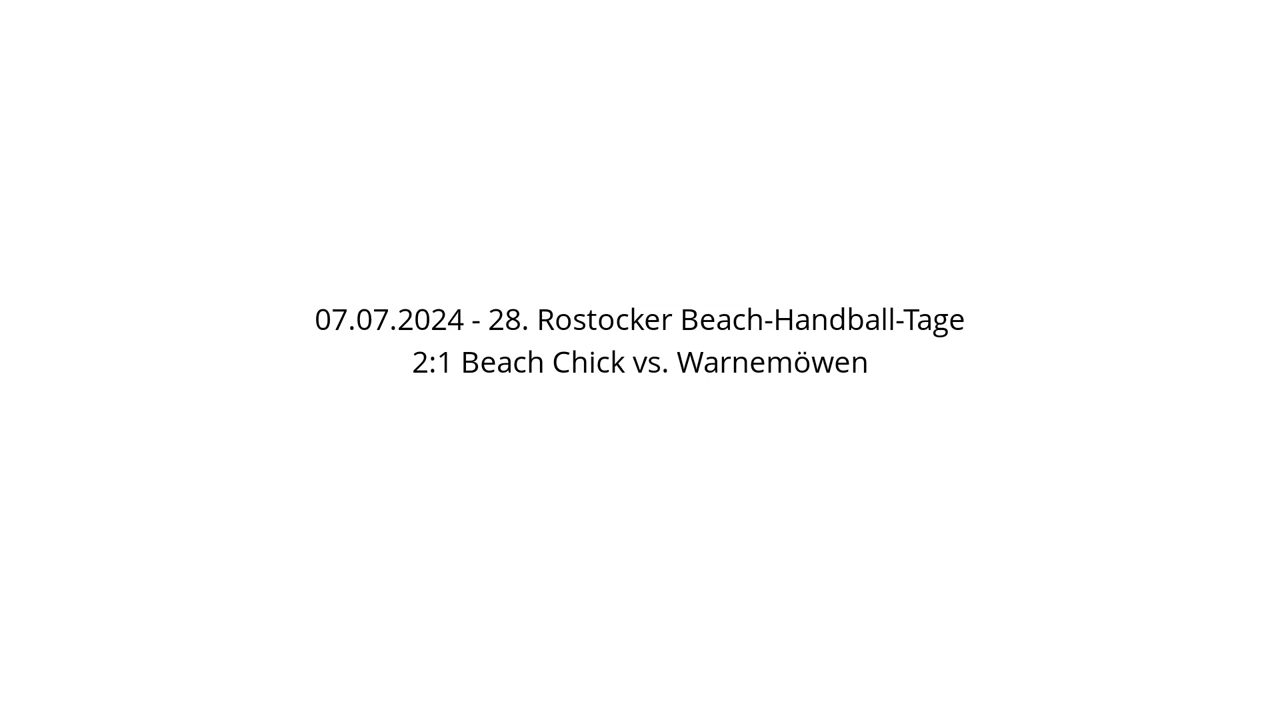 07.07.2024 - 28. Rostocker Beach-Handball-Tage
2:1 Beach Chick vs. Warnemöwen